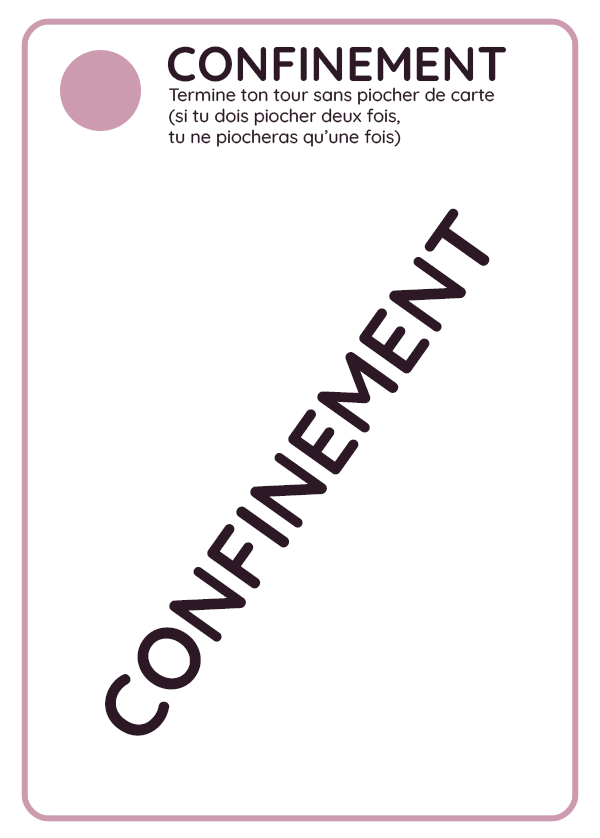 CONFINEMENT
Termine ton tour sans piocher de carte
(si tu dois piocher deux fois,
tu ne piocheras qu’une fois)
CONFINEMENT